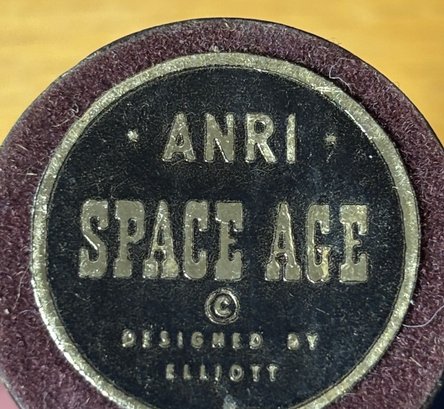 · ANRI ·
SPACE AGE
©
DESIGNED BY
ELLIOTT